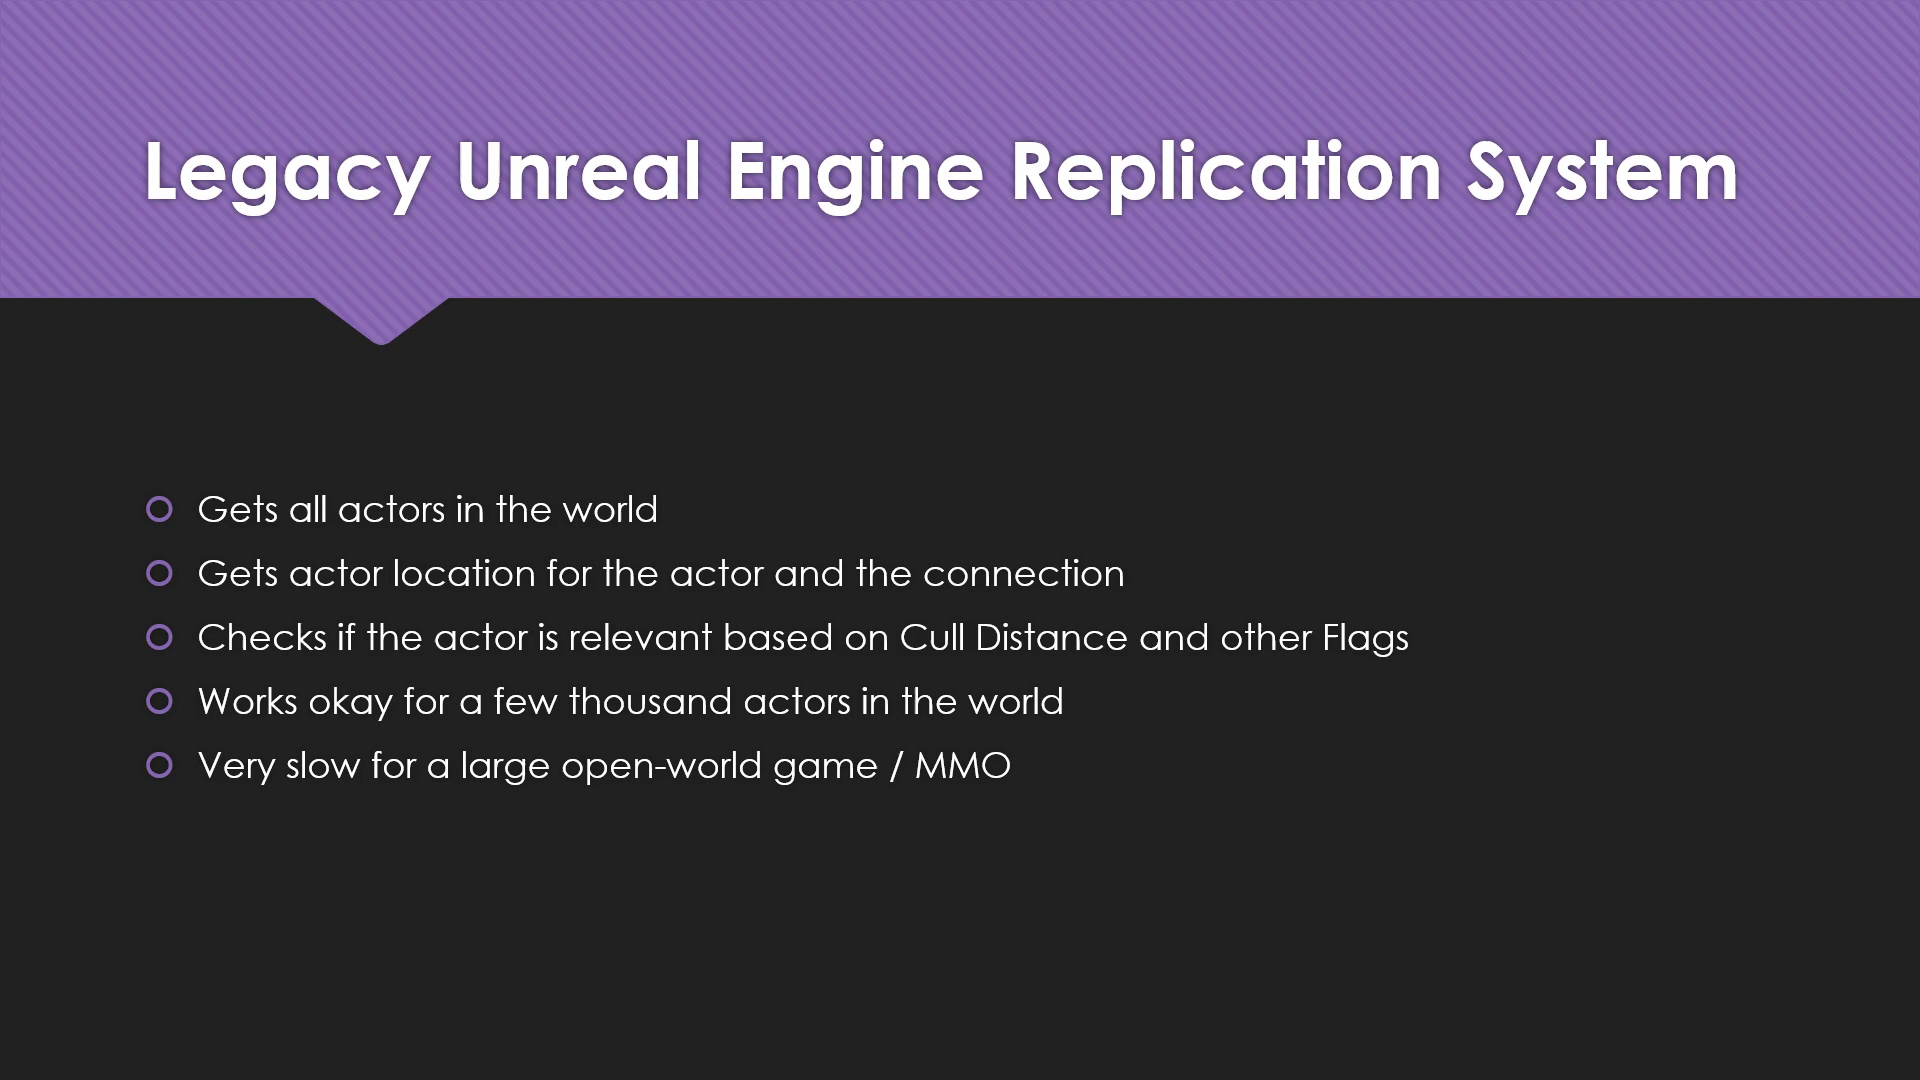 Legacy Unreal Engine Replication System
Gets all actors in the world
Gets actor location for the actor and the connection
Checks if the actor is relevant based on Cull Distance and other Flags
Works okay for a few thousand actors in the world
Very slow for a large open-world game / MMO